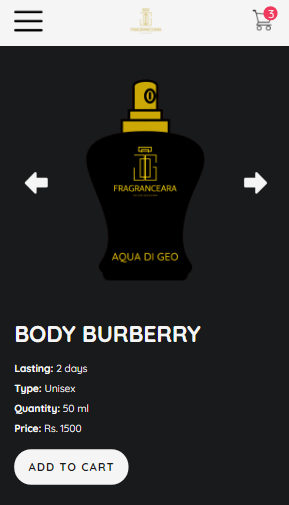 FRAGRANCEARA
3
FRAGRANCEARA
AQUA DI GEO
BODY BURBERRY
Lasting: 2 days
Type: Unisex
Quantity: 50 ml
Price: Rs. 1500
ADD TO CART